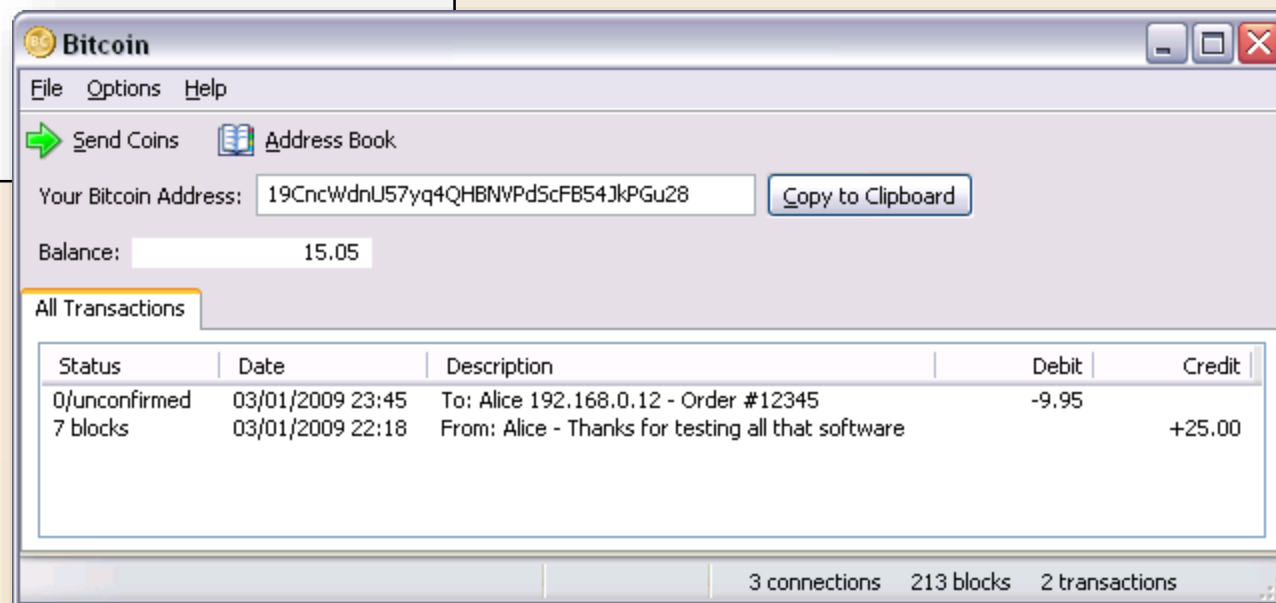 Bitcoin
File Options Help
Send Coins Address Book
Your Bitcoin Address: 19CncWdnU57yq4QHBNVPdScFB54JkPGu28 Copy to Clipboard
Balance: 15.05
All Transactions
Status Date Description Debit Credit
0/unconfirmed 03/01/2009 23:45 To: Alice 192.168.0.12 - Order #12345 -9.95
7 blocks 03/01/2009 22:18 From: Alice - Thanks for testing all that software +25.00
3 connections 213 blocks 2 transactions